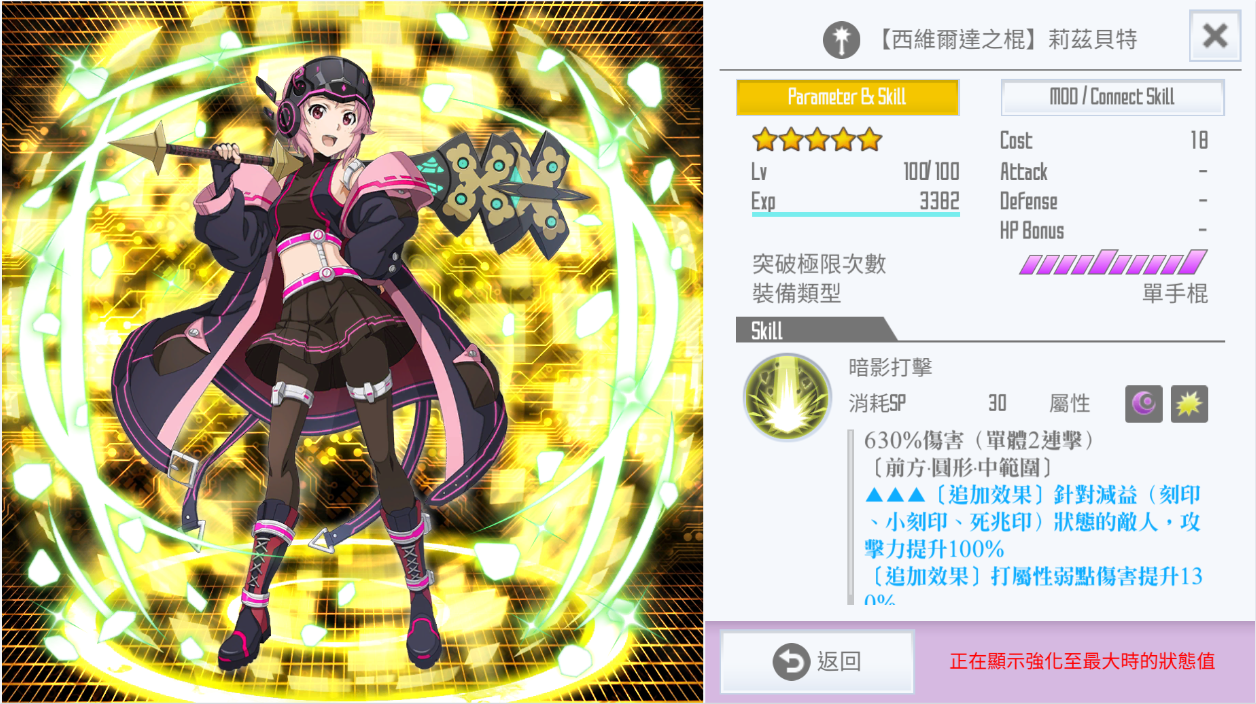 【西維爾達之棍】莉茲貝特
Parameter & Skill
MOD / Connect Skill
Lv 100/100
Exp 3382
Cost 18
Attack -
Defense -
HP Bonus -
突破極限次數
裝備類型 單手棍
Skill
暗影打擊
消耗SP 30 屬性
630%傷害（單體2連擊）
〔前方·圓形·中範圍〕
▲▲▲〔追加效果〕針對減益（刻印
、小刻印、死兆印）狀態的敵人，攻
擊力提升100%
〔追加效果〕打屬性弱點傷害提升13
0%
返回
正在顯示強化至最大時的狀態值